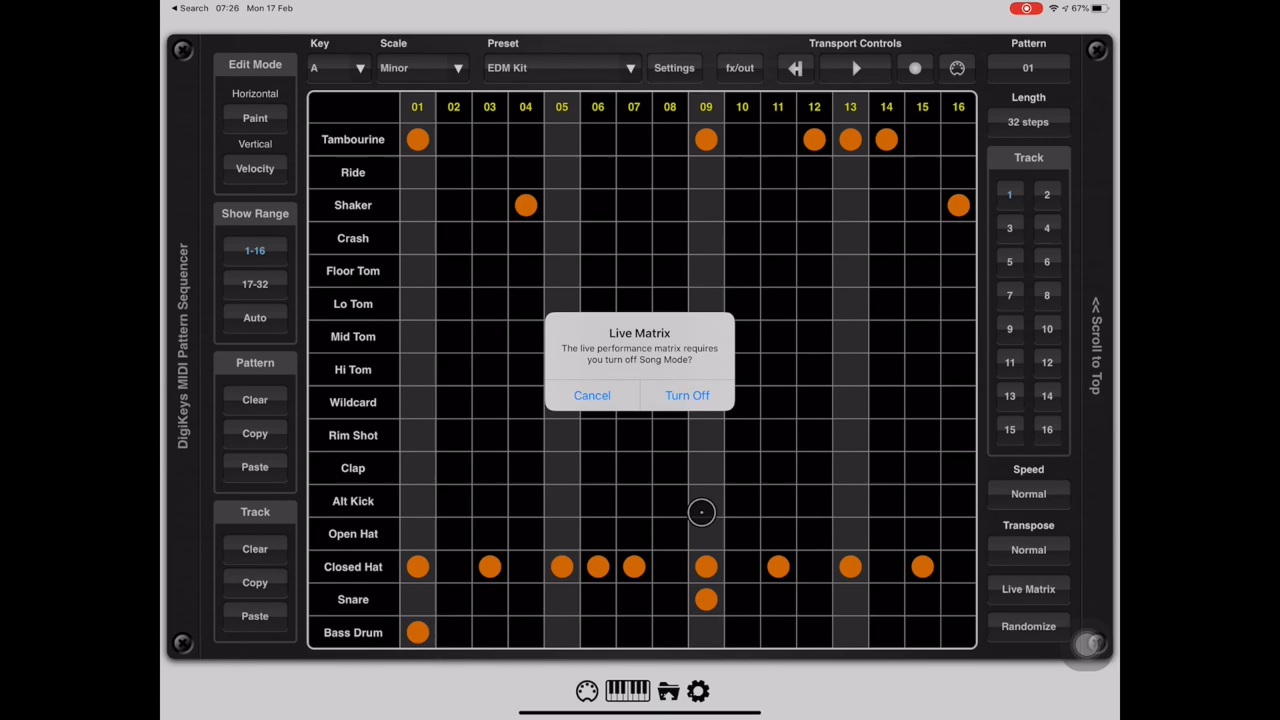 Search 07:26 Mon 17 Feb
67%
Key Scale Preset Transport Controls Pattern
A Minor EDM Kit Settings fx/out 01
Edit Mode
Horizontal
Paint
Vertical
Velocity
Show Range
1-16
17-32
Auto
Pattern
Clear
Copy
Paste
Track
Clear
Copy
Paste
DigiKeys MIDI Pattern Sequencer
01 02 03 04 05 06 07 08 09 10 11 12 13 14 15 16
Tambourine
Ride
Shaker
Crash
Floor Tom
Lo Tom
Mid Tom
Hi Tom
Wildcard
Rim Shot
Clap
Alt Kick
Open Hat
Closed Hat
Snare
Bass Drum
Live Matrix
The live performance matrix requires
you turn off Song Mode?
Cancel Turn Off
Length
32 steps
Track
1 2
3 4
5 6
7 8
9 10
11 12
13 14
15 16
Speed
Normal
Transpose
Normal
Live Matrix
Randomize
<< Scroll to Top